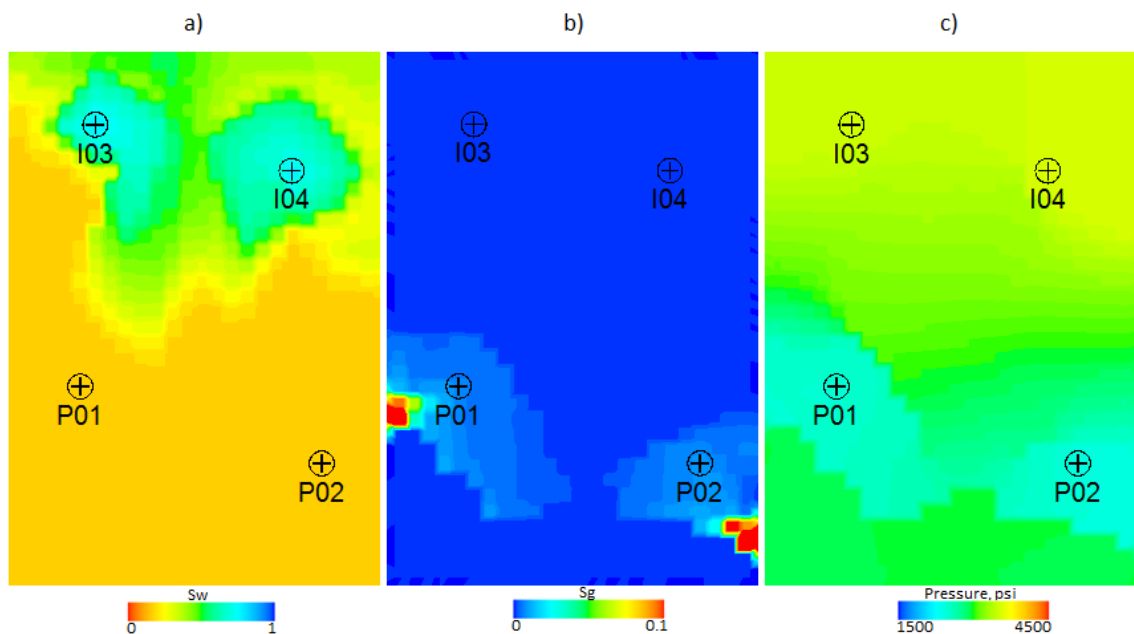 a) b) c)
I03 I03 I03
I04 I04 I04
P01 P01 P01
P02 P02 P02
Sw Sg Pressure, psi
0 1 0 0.1 1500 4500